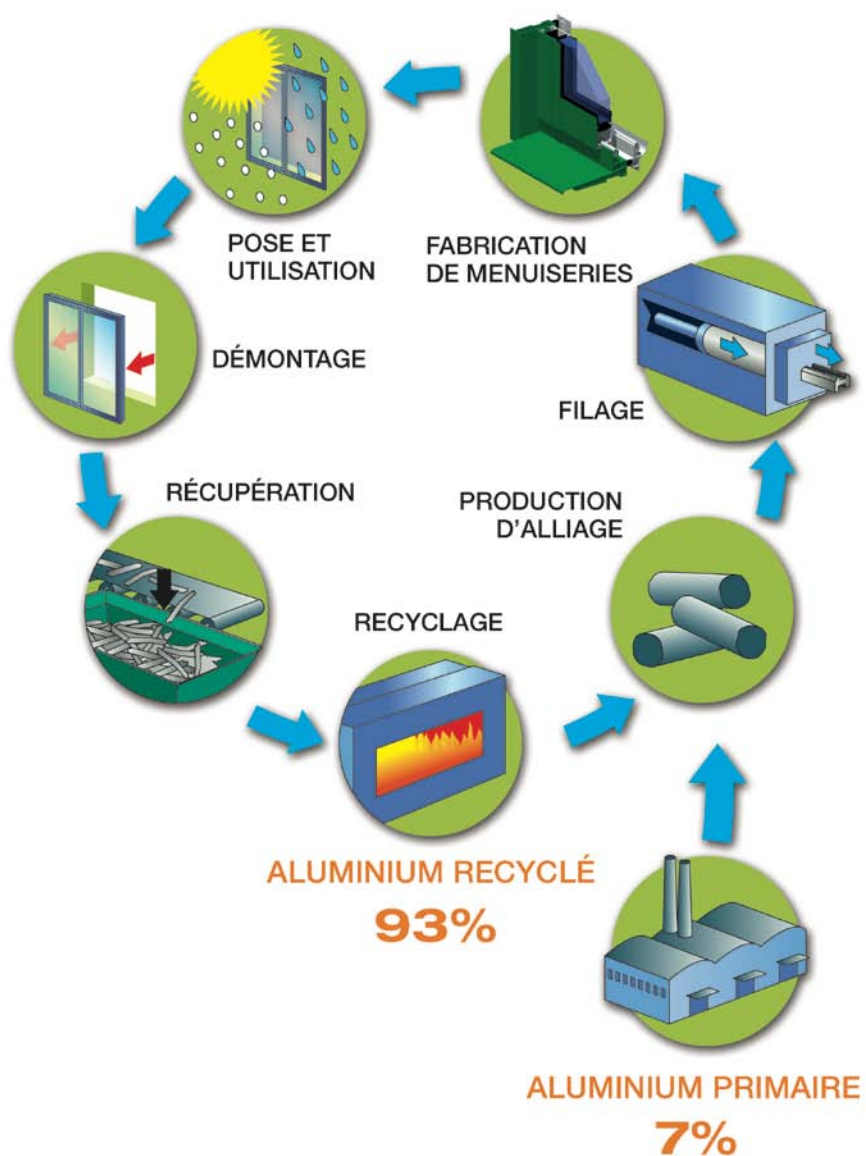 POSE ET
UTILISATION
FABRICATION
DE MENUISERIES
DÉMONTAGE
FILAGE
RÉCUPÉRATION
PRODUCTION
D'ALLIAGE
RECYCLAGE
ALUMINIUM RECYCLÉ
93%
ALUMINIUM PRIMAIRE
7%